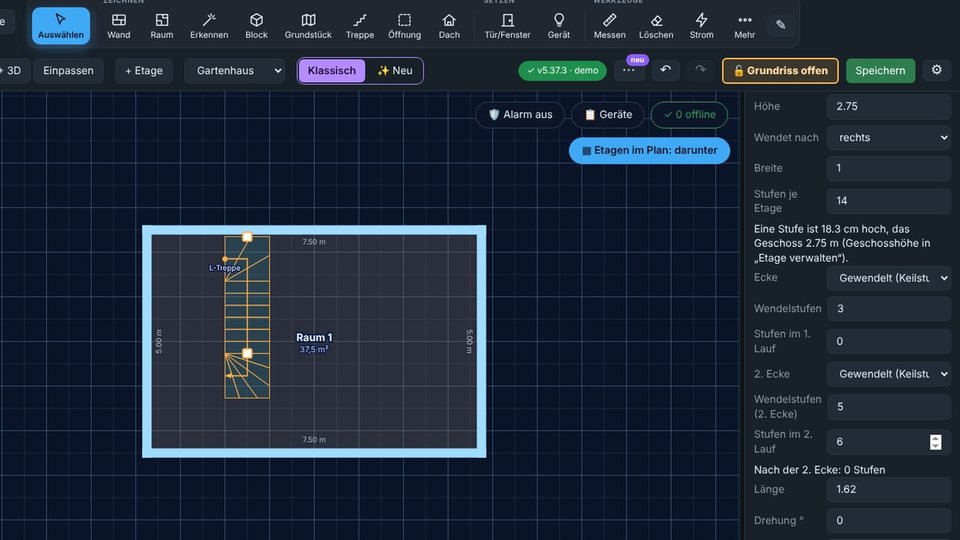 ZEICHNEN
SETZEN
WERKZEUGE
e
Auswählen
Wand
Raum
Erkennen
Block
Grundstück
Treppe
Öffnung
Dach
Tür/Fenster
Gerät
Messen
Löschen
Strom
Mehr
+ 3D
Einpassen
+ Etage
Gartenhaus
Klassisch
✨ Neu
✓ v5.37.3 · demo
neu
🔓 Grundriss offen
Speichern
🛡️ Alarm aus
📋 Geräte
✓ 0 offline
Etagen im Plan: darunter
7.50 m
L-Treppe
5.00 m
Raum 1
37,5 m²
5.00 m
7.50 m
Höhe
2.75
Wendet nach
rechts
Breite
1
Stufen je
Etage
14
Eine Stufe ist 18.3 cm hoch, das
Geschoss 2.75 m (Geschosshöhe in
„Etage verwalten“).
Ecke
Gewendelt (Keilstu
Wendelstufen
3
Stufen im 1.
Lauf
0
2. Ecke
Gewendelt (Keilstu
Wendelstufen
(2. Ecke)
5
Stufen im 2.
Lauf
6
Nach der 2. Ecke: 0 Stufen
Länge
1.62
Drehung °
0